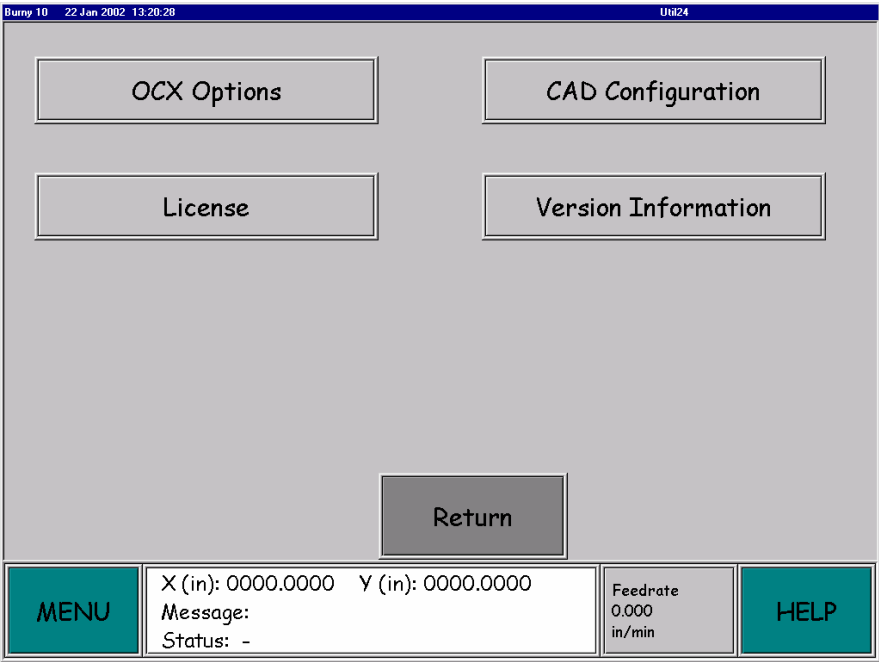 Burny 10 22 Jan 2002 13:20:28 Util24
OCX Options CAD Configuration
License Version Information
Return
MENU
X (in): 0000.0000 Y (in): 0000.0000
Message:
Status: -
Feedrate
0.000
in/min
HELP